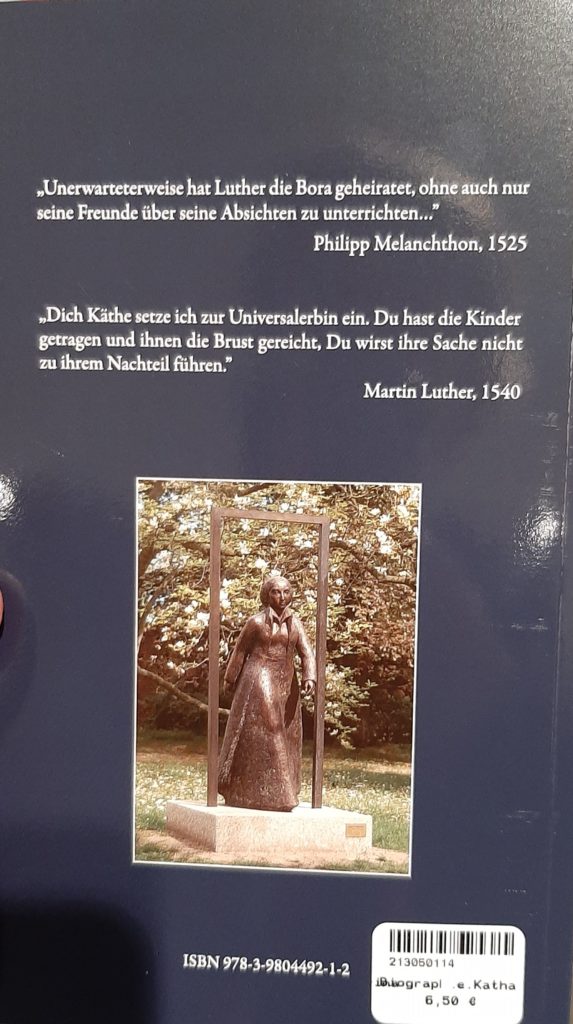 „Unerwarteterweise hat Luther die Bora geheiratet, ohne auch nur
seine Freunde über seine Absichten zu unterrichten...”
Philipp Melanchthon, 1525
„Dich Käthe setze ich zur Universalerbin ein. Du hast die Kinder
getragen und ihnen die Brust gereicht, Du wirst ihre Sache nicht
zu ihrem Nachteil führen.”
Martin Luther, 1540
ISBN 978-3-9804492-1-2
213050114
.e.Katha
6,50 €